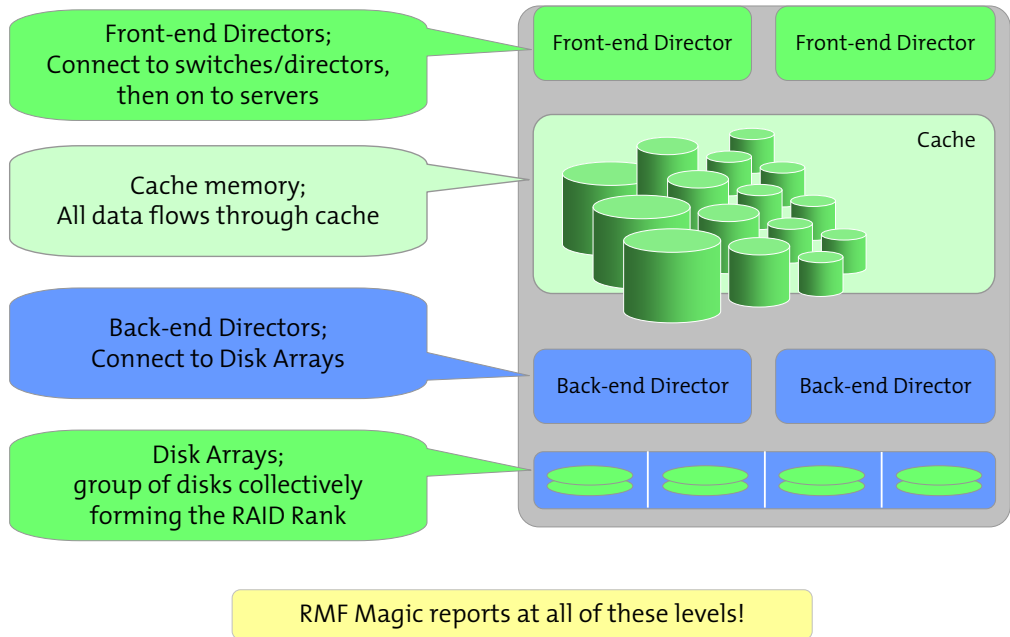 Front-end Directors;
Connect to switches/directors,
then on to servers
Front-end Director
Front-end Director
Cache memory;
All data flows through cache
Cache
Back-end Directors;
Connect to Disk Arrays
Back-end Director
Back-end Director
Disk Arrays;
group of disks collectively
forming the RAID Rank
RMF Magic reports at all of these levels!